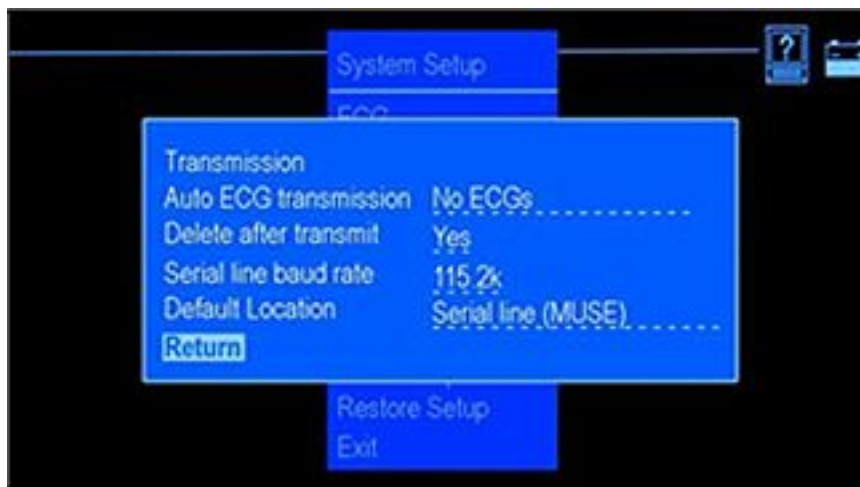 System Setup
ECG
Transmission
Auto ECG transmission No ECGs
Delete after transmit Yes
Serial line baud rate 115.2k
Default Location Serial line (MUSE)
Return
Restore Setup
Exit
?